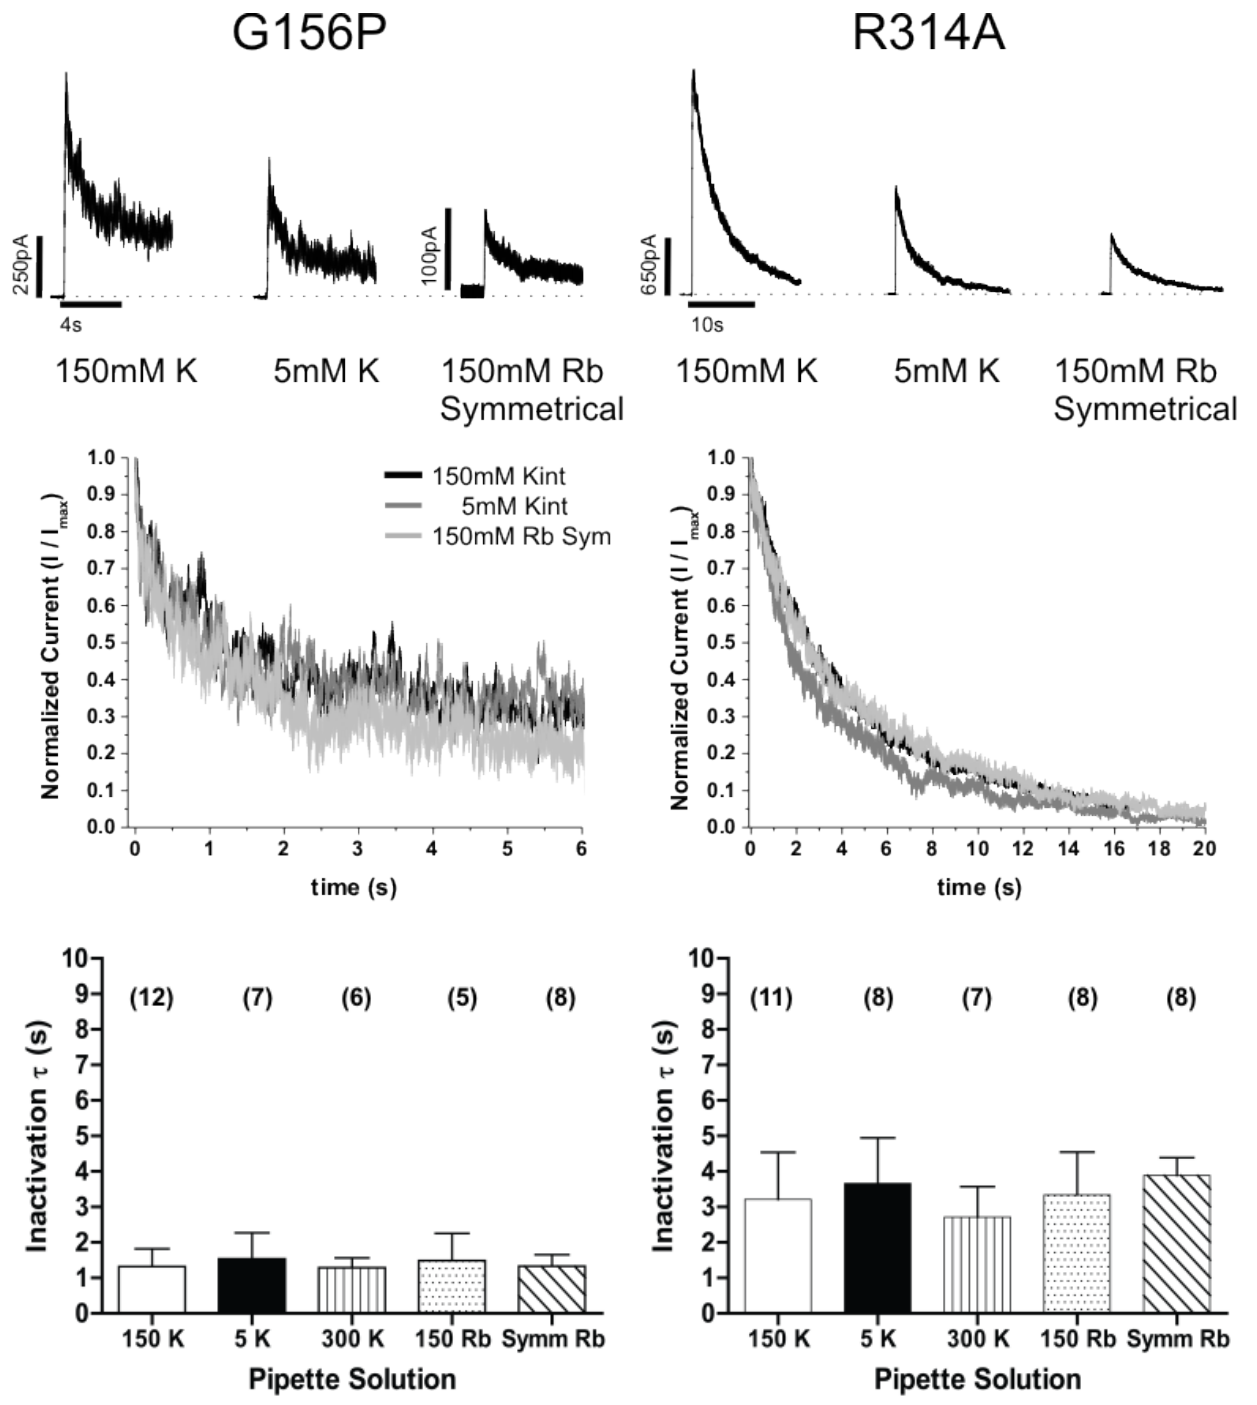 G156P R314A
250pA
4s
100pA
650pA
10s
150mM K 5mM K 150mM Rb
Symmetrical
150mM K 5mM K 150mM Rb
Symmetrical
Normalized Current (I / Imax)
1.0
0.9
0.8
0.7
0.6
0.5
0.4
0.3
0.2
0.1
0.0
150mM Kint
5mM Kint
150mM Rb Sym
0 1 2 3 4 5 6
time (s)
Normalized Current (I / Imax)
1.0
0.9
0.8
0.7
0.6
0.5
0.4
0.3
0.2
0.1
0.0
0 2 4 6 8 10 12 14 16 18 20
time (s)
Inactivation τ (s)
10
9
8
7
6
5
4
3
2
1
0
(12) (7) (6) (5) (8)
150 K 5 K 300 K 150 Rb Symm Rb
Pipette Solution
Inactivation τ (s)
10
9
8
7
6
5
4
3
2
1
0
(11) (8) (7) (8) (8)
150 K 5 K 300 K 150 Rb Symm Rb
Pipette Solution